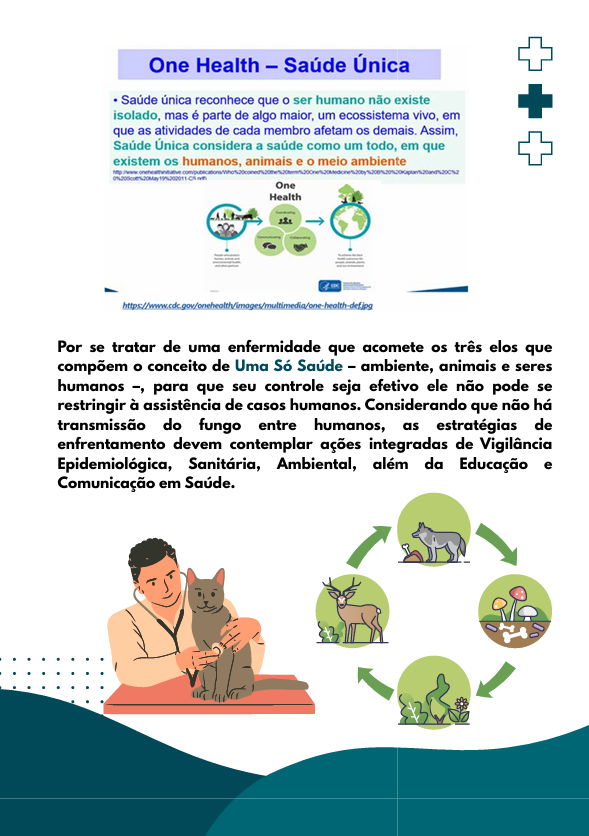 One Health – Saúde Única
• Saúde única reconhece que o ser humano não existe
isolado, mas é parte de algo maior, um ecossistema vivo, em
que as atividades de cada membro afetam os demais. Assim,
Saúde Única considera a saúde como um todo, em que
existem os humanos, animais e o meio ambiente
One
Health
Coordinating
Communicating
Collaborating
CDC
https://www.cdc.gov/onehealth/images/multimedia/one-health-def.jpg
Por se tratar de uma enfermidade que acomete os três elos que
compõem o conceito de Uma Só Saúde – ambiente, animais e seres
humanos –, para que seu controle seja efetivo ele não pode se
restringir à assistência de casos humanos. Considerando que não há
transmissão do fungo entre humanos, as estratégias de
enfrentamento devem contemplar ações integradas de Vigilância
Epidemiológica, Sanitária, Ambiental, além da Educação e
Comunicação em Saúde.